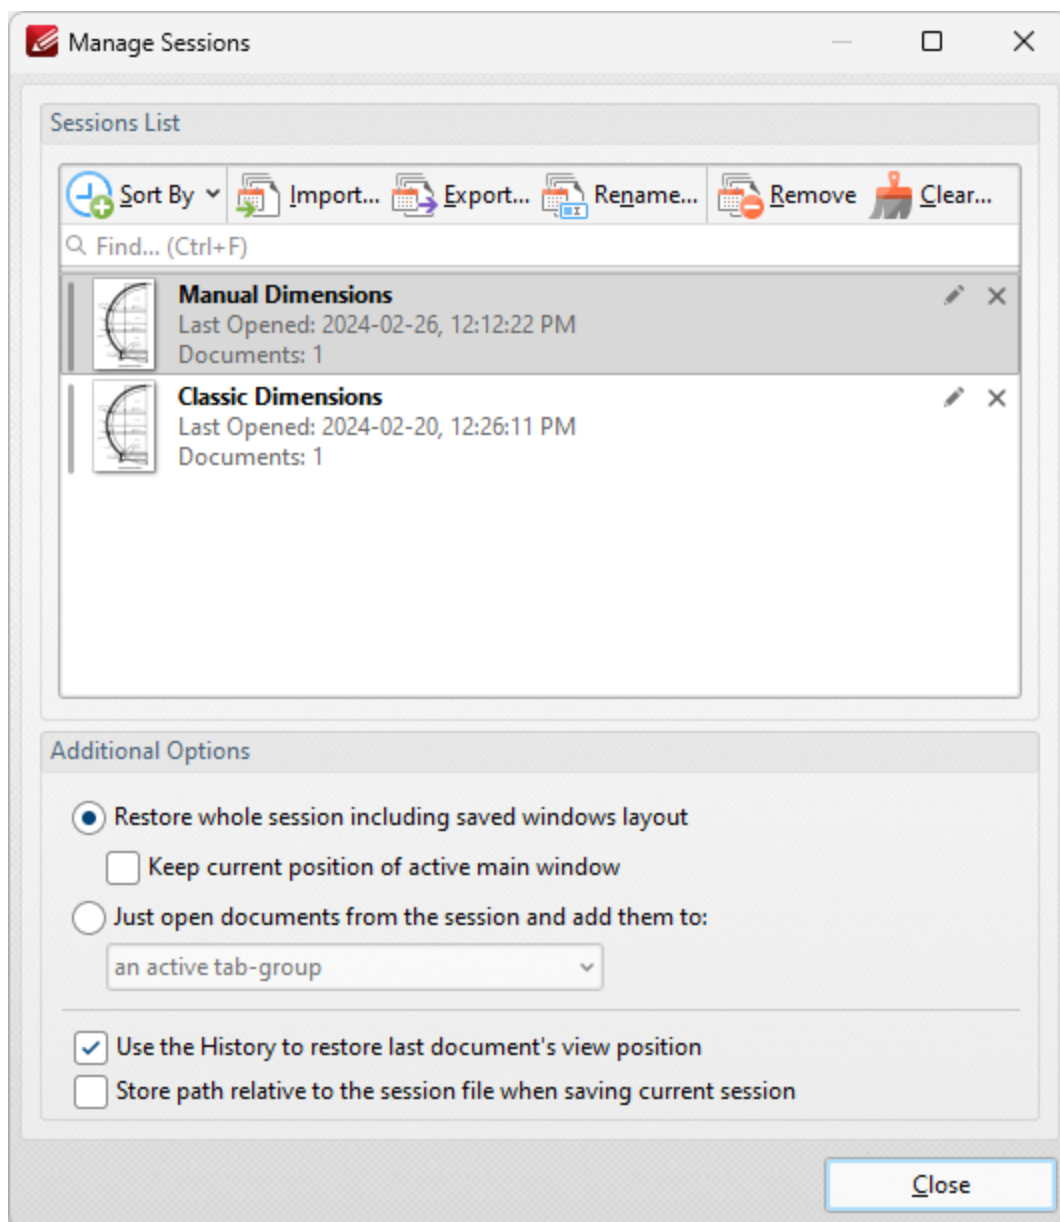 Manage Sessions
Sessions List
Sort By Import... Export... Rename... Remove Clear...
Find... (Ctrl+F)
Manual Dimensions
Last Opened: 2024-02-26, 12:12:22 PM
Documents: 1
Classic Dimensions
Last Opened: 2024-02-20, 12:26:11 PM
Documents: 1
Additional Options
Restore whole session including saved windows layout
Keep current position of active main window
Just open documents from the session and add them to:
an active tab-group
Use the History to restore last document's view position
Store path relative to the session file when saving current session
Close